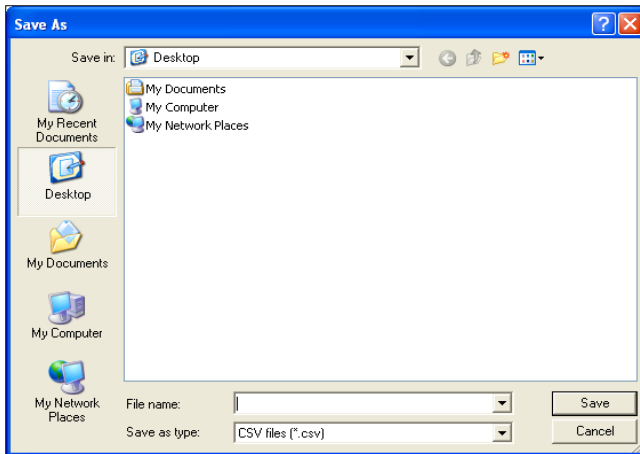 Save As
Save in: Desktop
My Documents
My Computer
My Network Places
My Recent
Documents
Desktop
My Documents
My Computer
My Network
Places
File name:
Save
Save as type: CSV files (*.csv)
Cancel